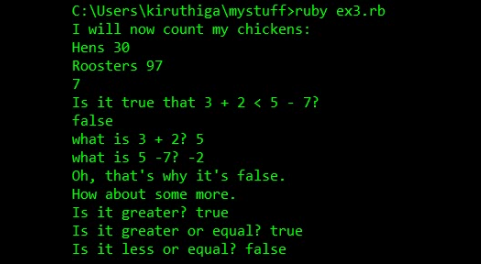 C:\Users\kiruthiga\mystuff>ruby ex3.rb
I will now count my chickens:
Hens 30
Roosters 97
7
Is it true that 3 + 2 < 5 - 7?
false
what is 3 + 2? 5
what is 5 -7? -2
Oh, that's why it's false.
How about some more.
Is it greater? true
Is it greater or equal? true
Is it less or equal? false